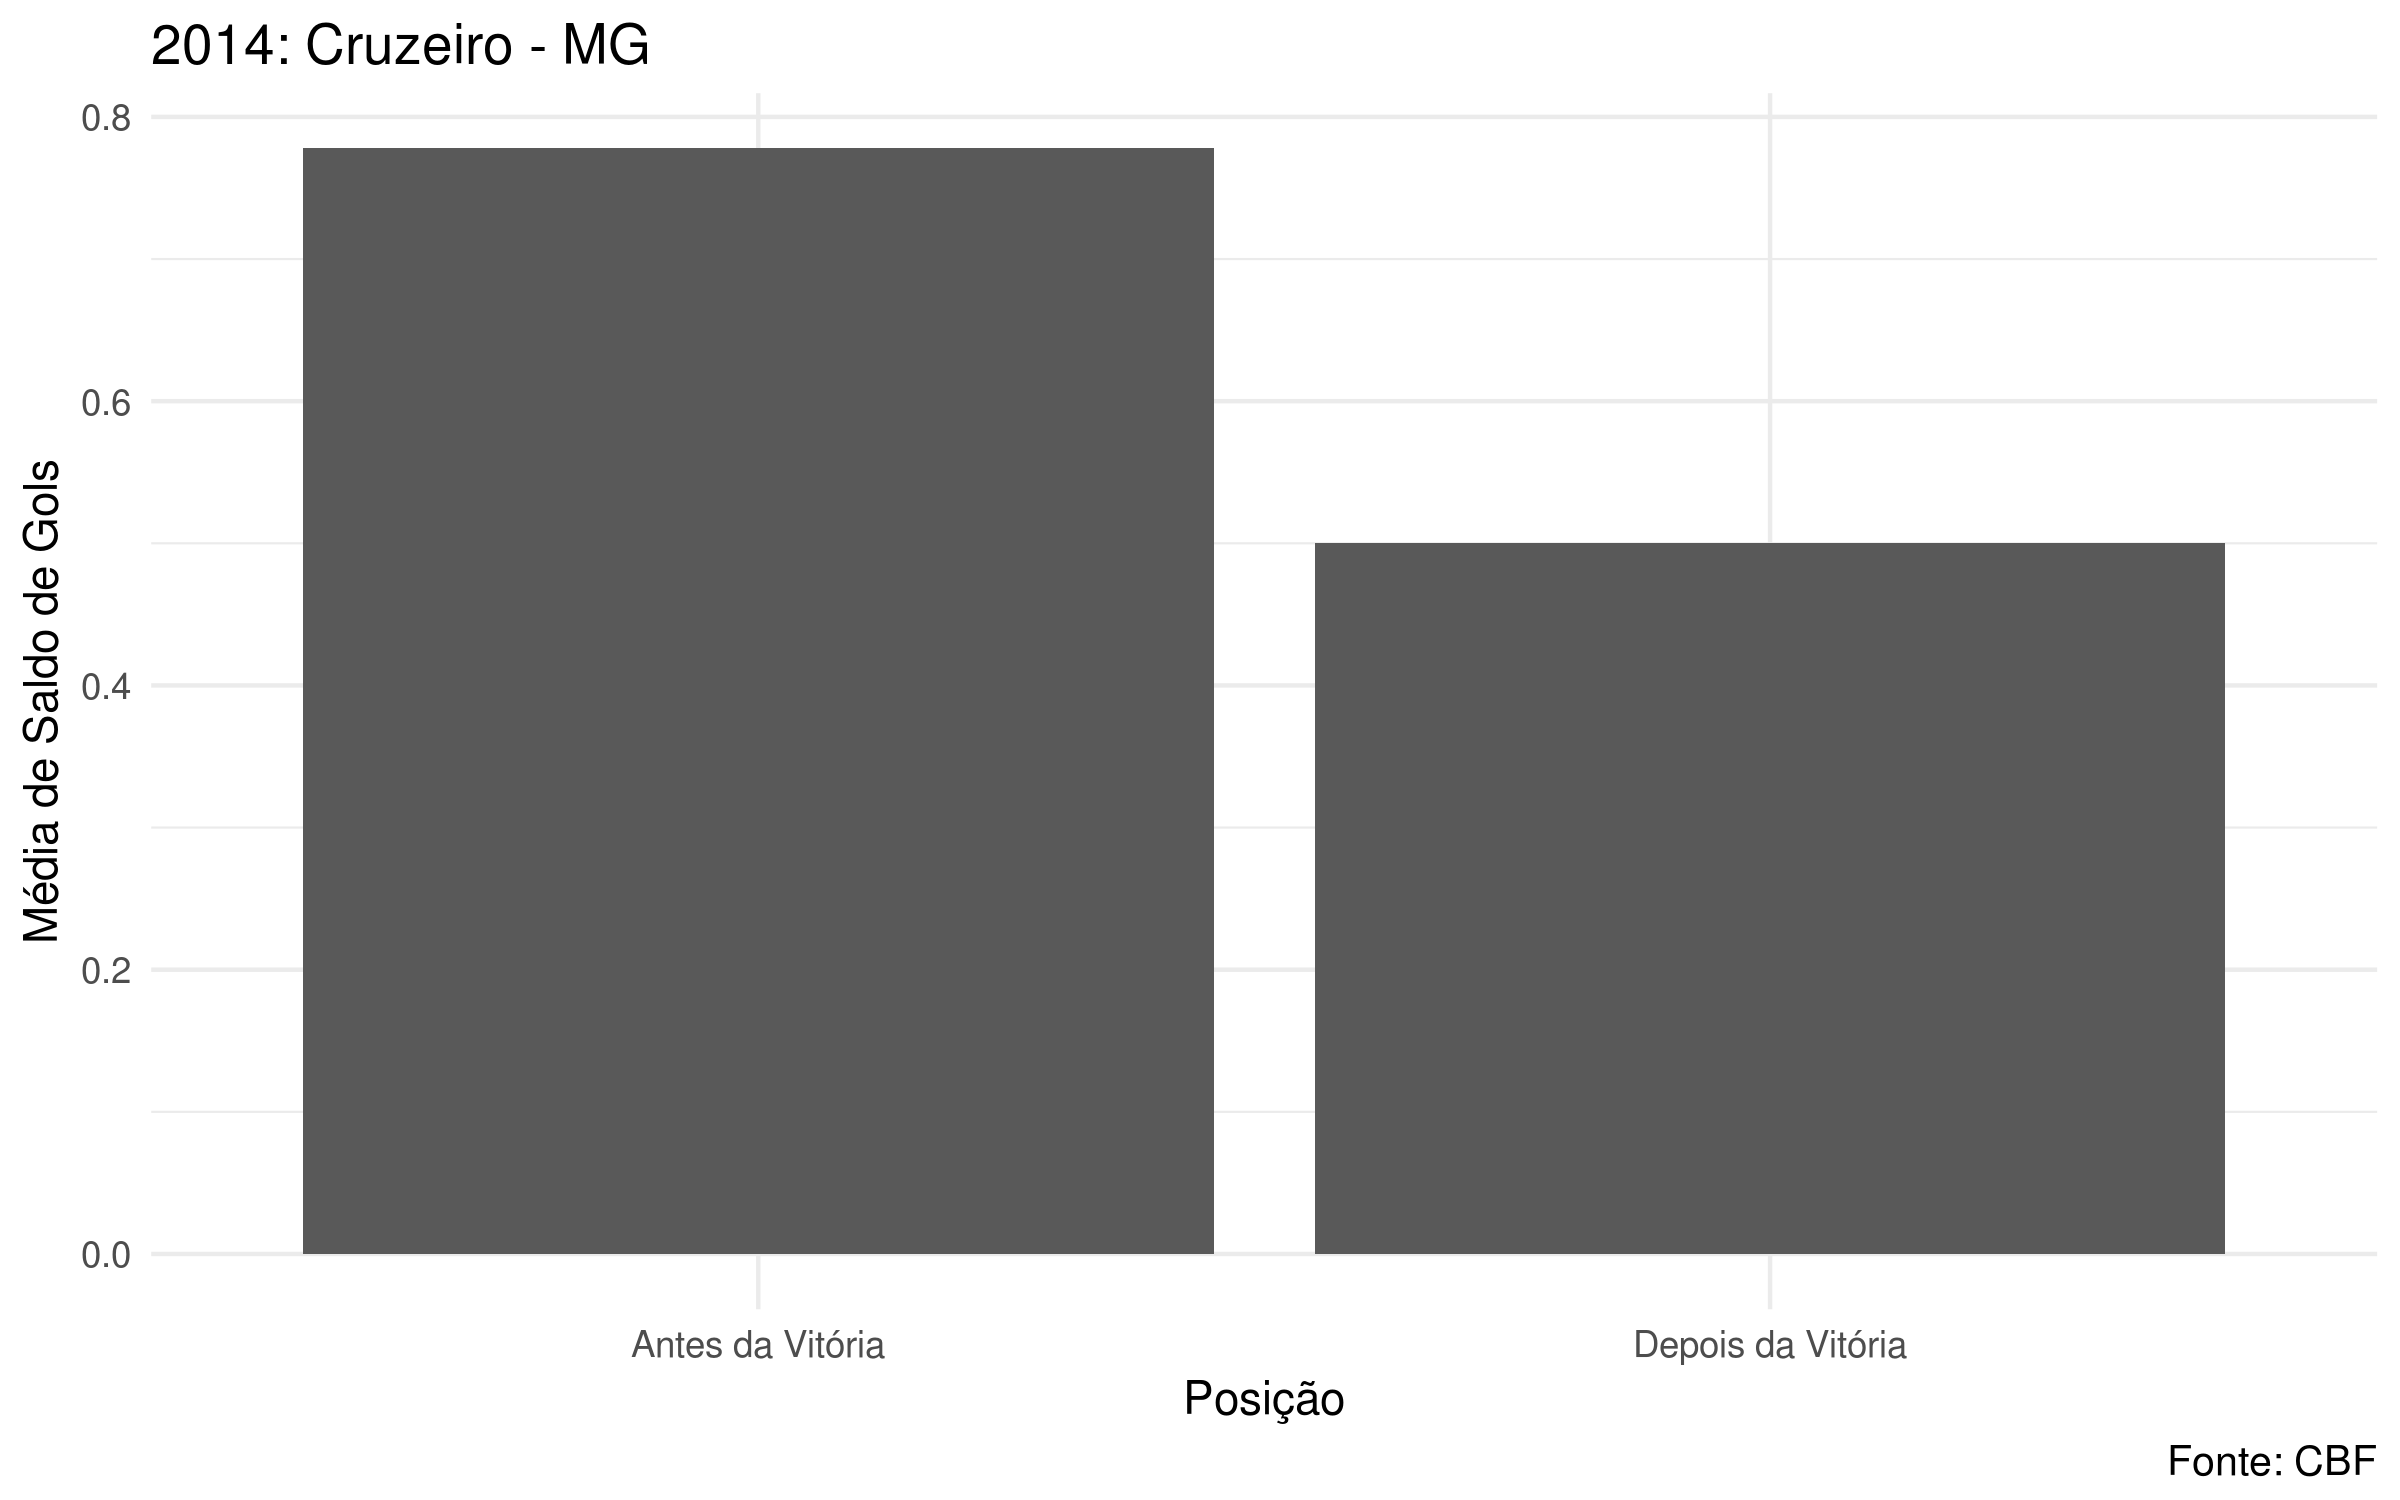 2014: Cruzeiro - MG
Média de Saldo de Gols
0.8
0.6
0.4
0.2
0.0
Antes da Vitória
Depois da Vitória
Posição
Fonte: CBF